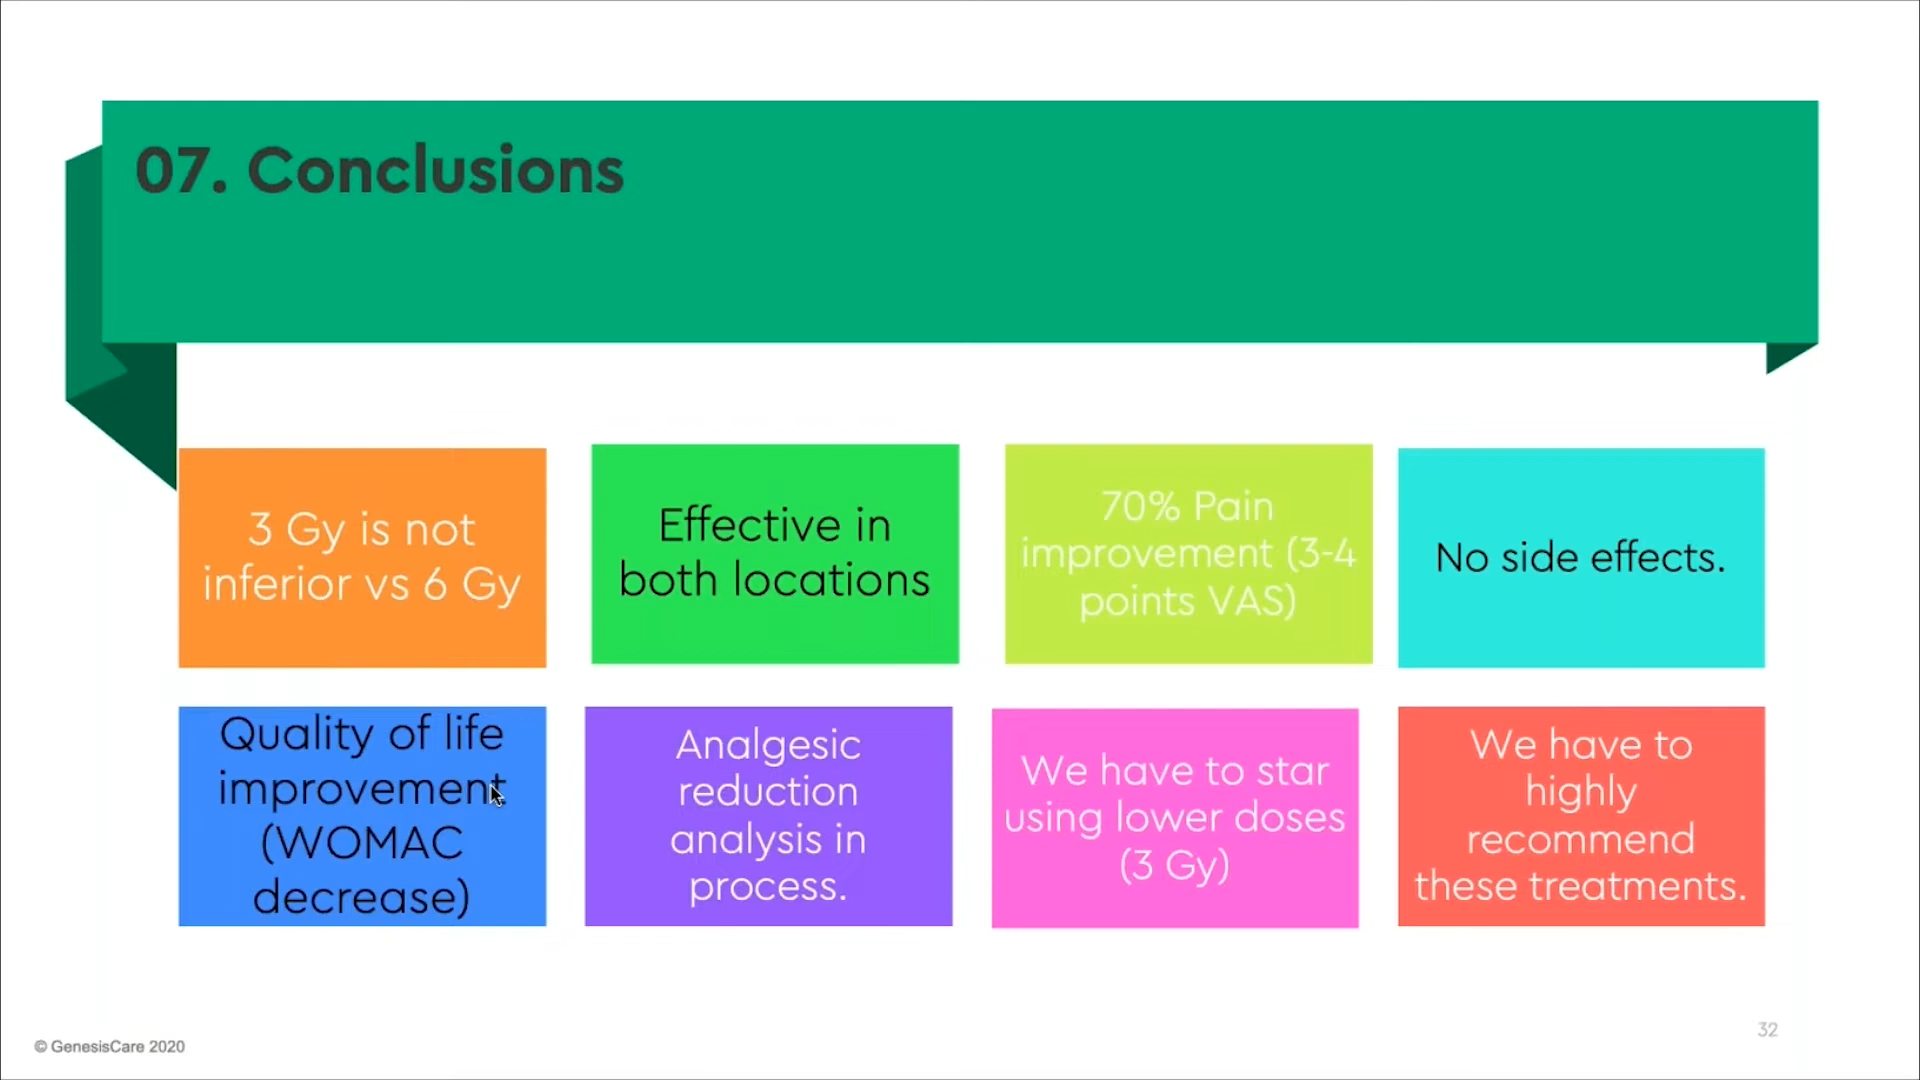 07. Conclusions
3 Gy is not
inferior vs 6 Gy
Effective in
both locations
70% Pain
improvement (3-4
points VAS)
No side effects.
Quality of life
improvement
(WOMAC
decrease)
Analgesic
reduction
analysis in
process.
We have to star
using lower doses
(3 Gy)
We have to
highly
recommend
these treatments.
© GenesisCare 2020
32